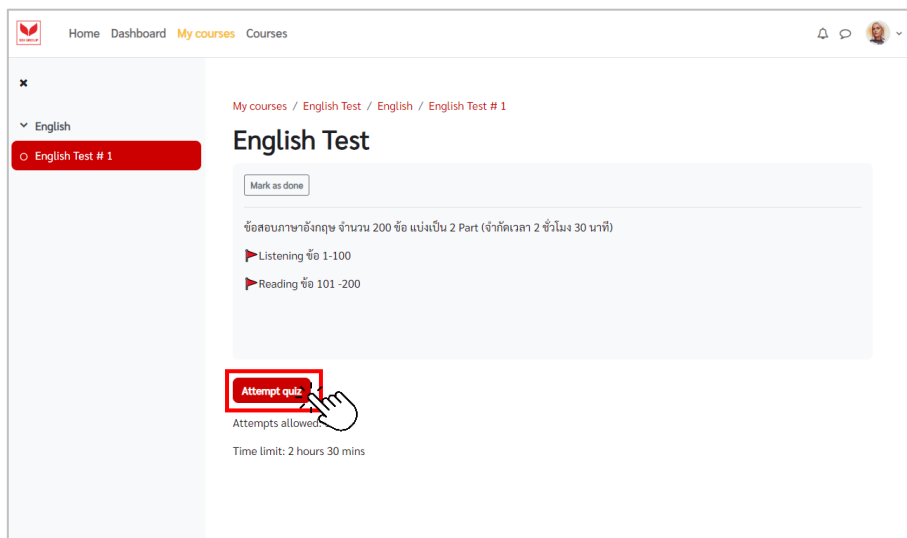 Home Dashboard My courses Courses
My courses / English Test / English / English Test # 1
English
English Test # 1
English Test
Mark as done
ข้อสอบภาษาอังกฤษ จำนวน 200 ข้อ แบ่งเป็น 2 Part (จำกัดเวลา 2 ชั่วโมง 30 นาที)
Listening ข้อ 1-100
Reading ข้อ 101 -200
Attempt quiz
Attempts allowed:
Time limit: 2 hours 30 mins